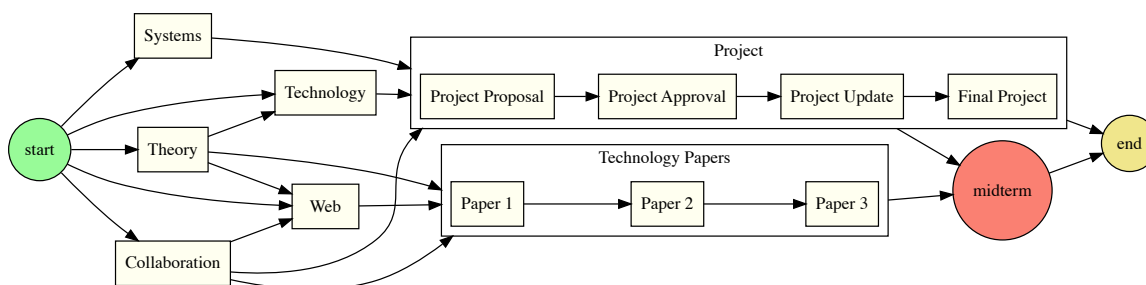 Systems
Project
Technology
Project Proposal
Project Approval
Project Update
Final Project
start
Theory
end
Technology Papers
midterm
Web
Paper 1
Paper 2
Paper 3
Collaboration